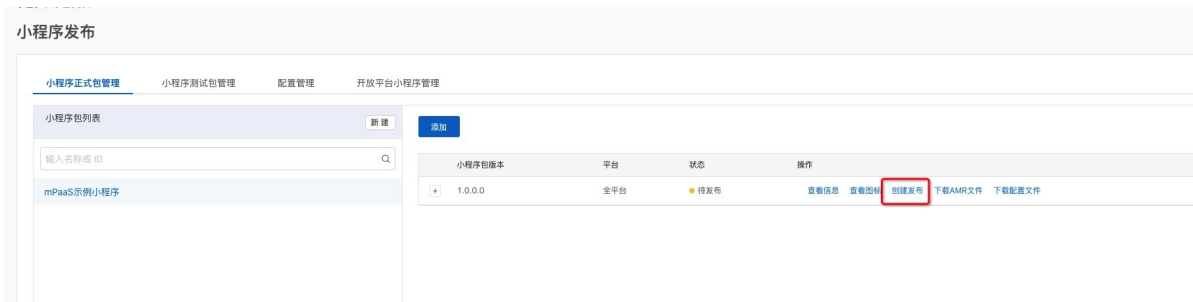 小程序发布
小程序正式包管理 小程序测试包管理 配置管理 开放平台小程序管理
小程序包列表 新建 添加
输入名称或 ID
小程序包版本 平台 状态 操作
mPaaS示例小程序 + 1.0.0.0 全平台 待发布 查看信息 查看图标 创建发布 下载AMR文件 下载配置文件